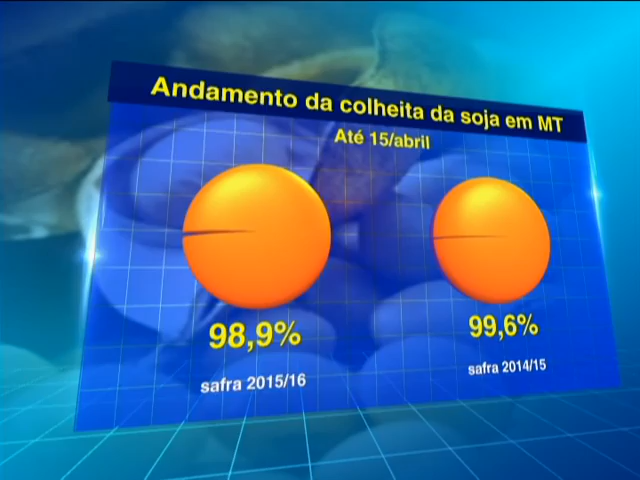 Andamento da colheita da soja em MT
Até 15/abril
98,9%
99,6%
safra 2015/16
safra 2014/15